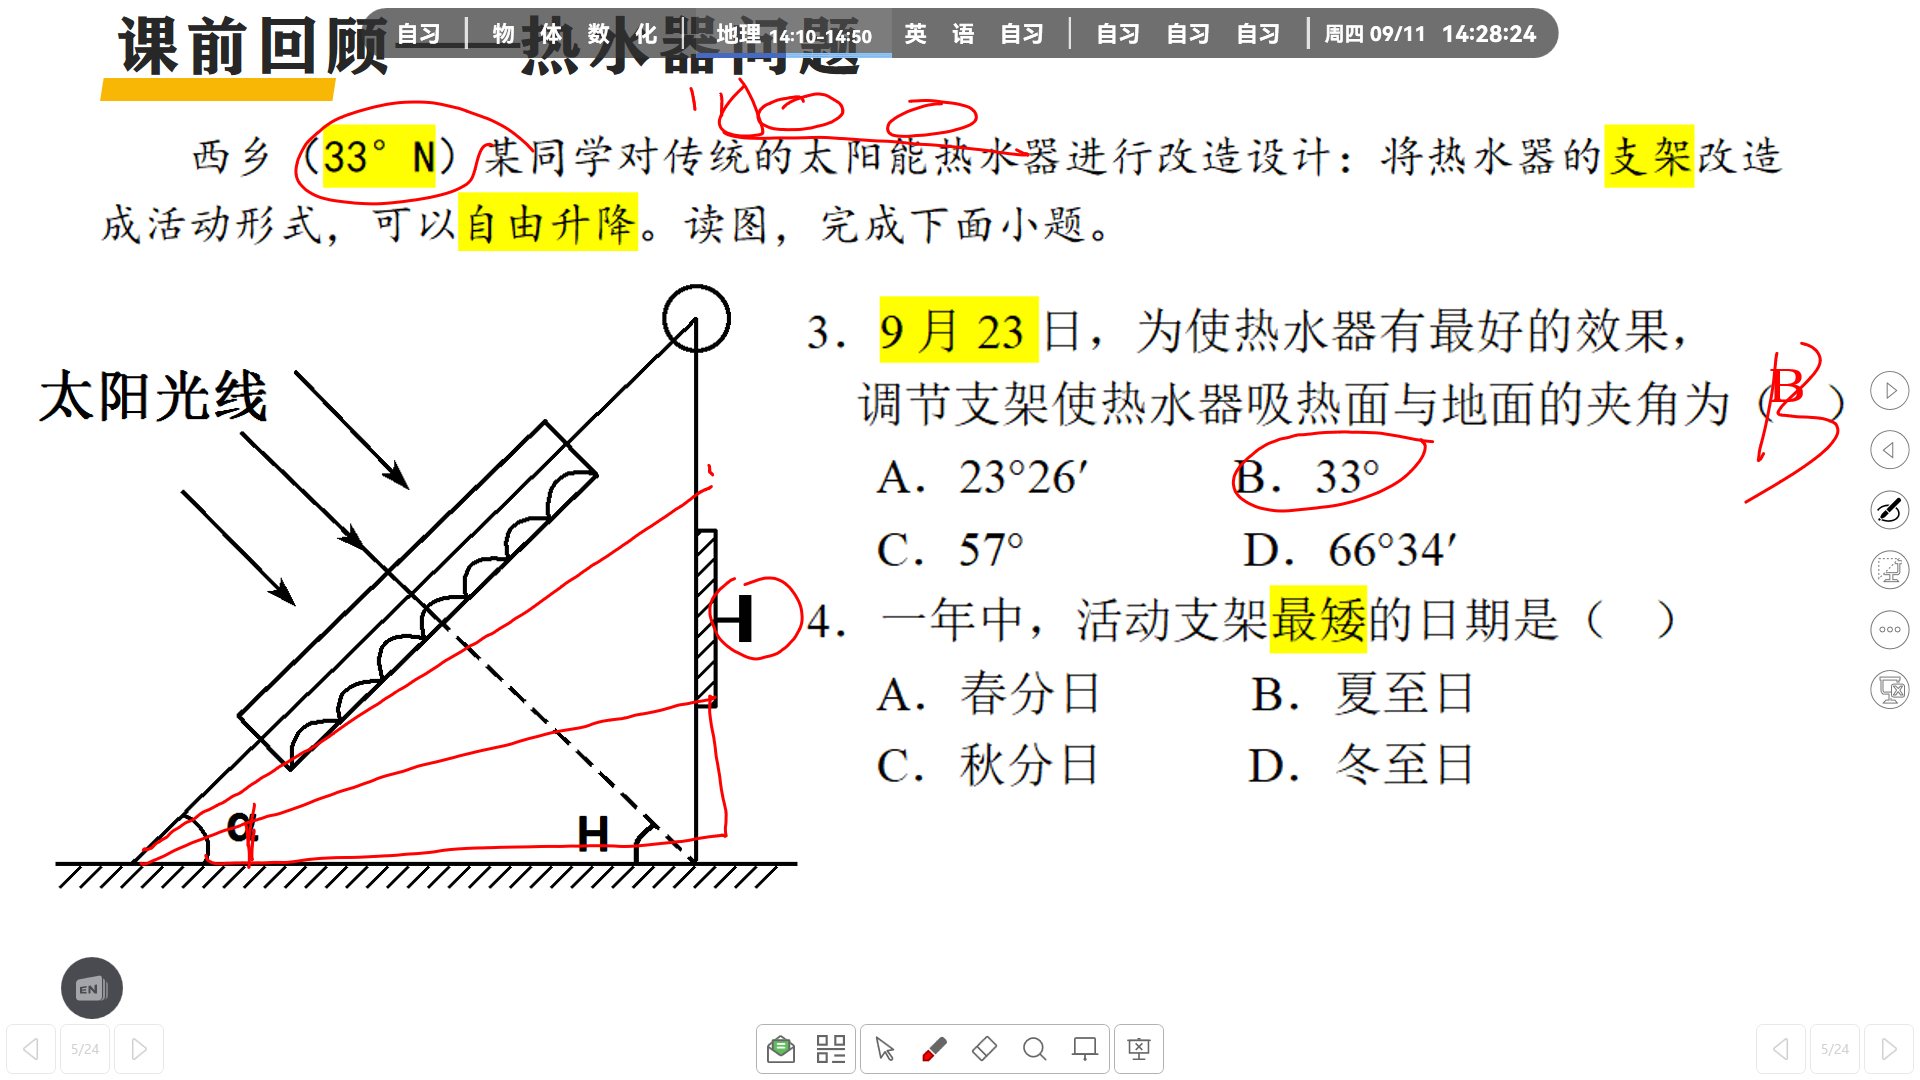 课前回顾——热水器问题
自习 | 物 体 数 化 | 地理 14:10-14:50 英 语 自习 | 自习 自习 自习 | 周四 09/11 14:28:24
西乡（33° N）某同学对传统的太阳能热水器进行改造设计：将热水器的支架改造
成活动形式，可以自由升降。读图，完成下面小题。
太阳光线
α
H
3．9月23日，为使热水器有最好的效果，
调节支架使热水器吸热面与地面的夹角为（B）
B
A．23°26′ B．33°
C．57° D．66°34′
4．一年中，活动支架最矮的日期是（ ）
A．春分日 B．夏至日
C．秋分日 D．冬至日
EN
5/24
5/24